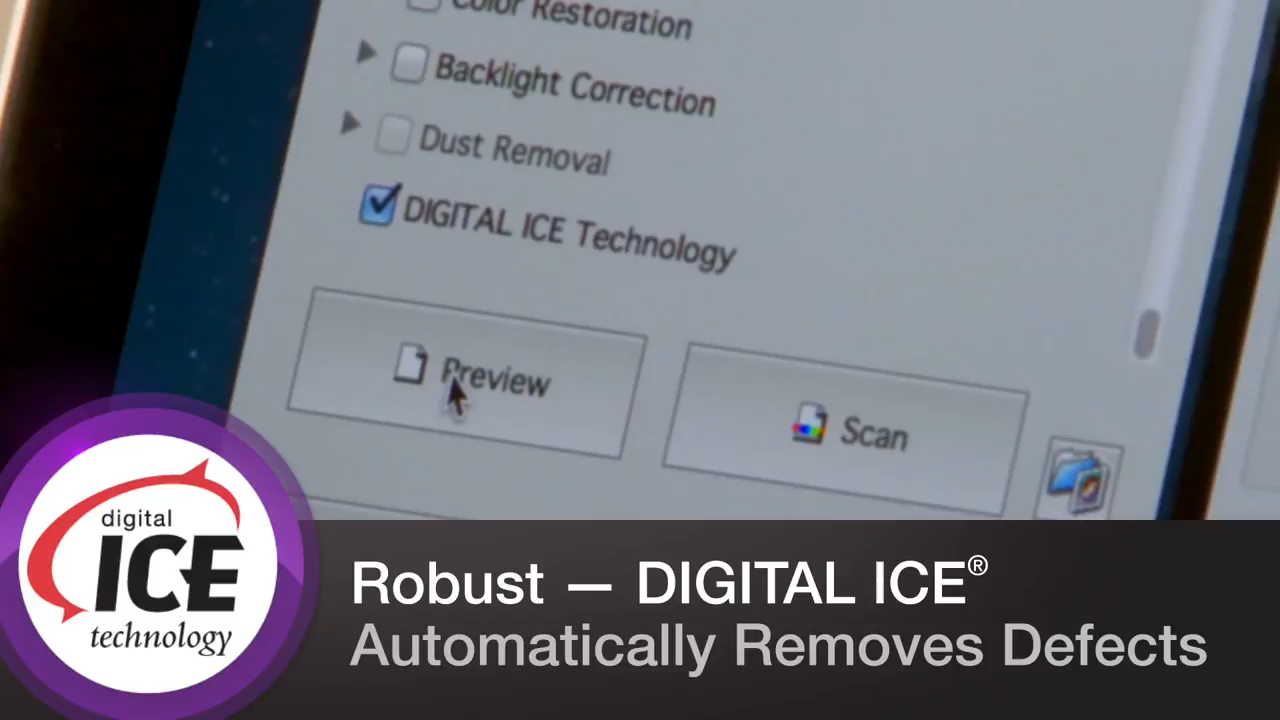 Color Restoration
Backlight Correction
Dust Removal
DIGITAL ICE Technology
Preview
Scan
digital
ICE
technology
Robust — DIGITAL ICE®
Automatically Removes Defects